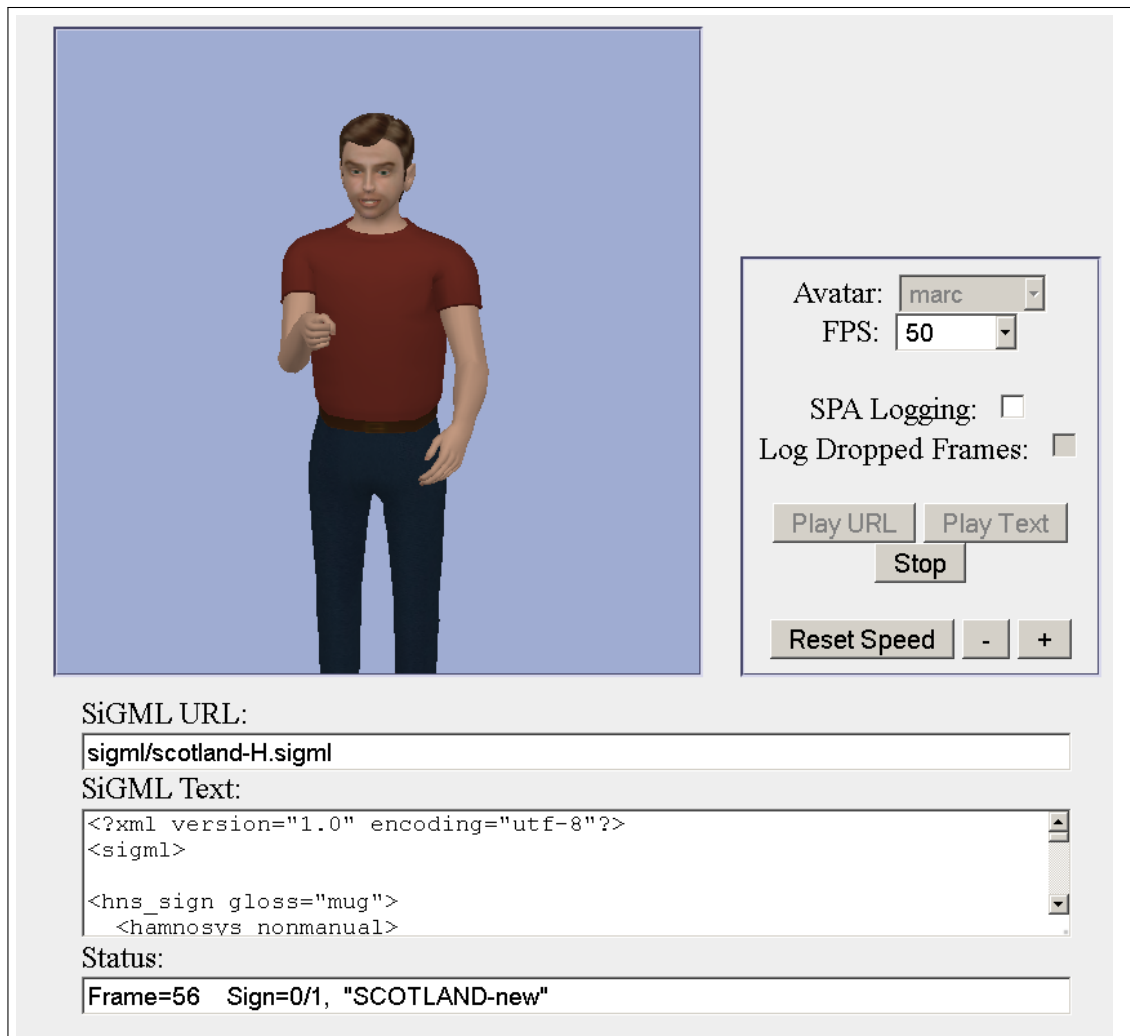 Avatar: marc
FPS: 50
SPA Logging:
Log Dropped Frames:
Play URL Play Text
Stop
Reset Speed - +
SiGML URL:
sigml/scotland-H.sigml
SiGML Text:
<?xml version="1.0" encoding="utf-8"?>
<sigml>
<hns_sign gloss="mug">
<hamnosys_nonmanual>
Status:
Frame=56 Sign=0/1, "SCOTLAND-new"